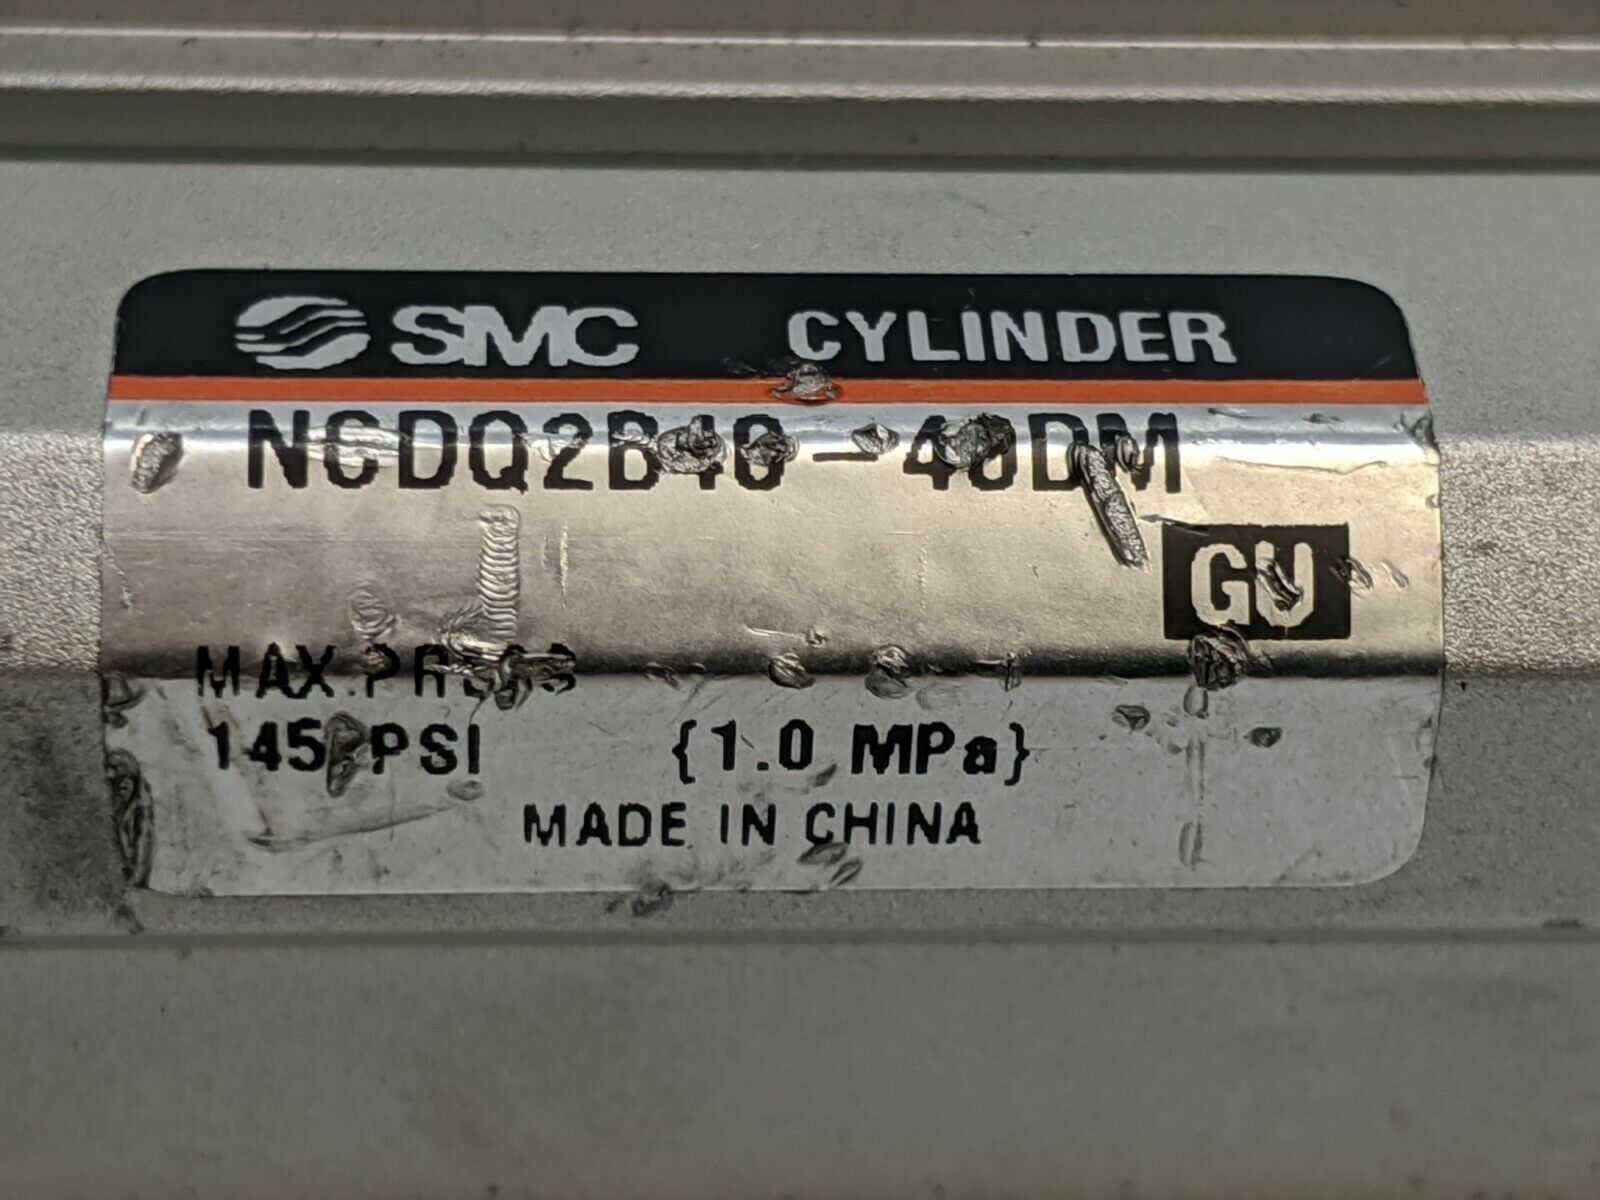 SMC CYLINDER
NCDQ2B40-40DM
GU
MAX.PRESS
145 PSI {1.0 MPa}
MADE IN CHINA